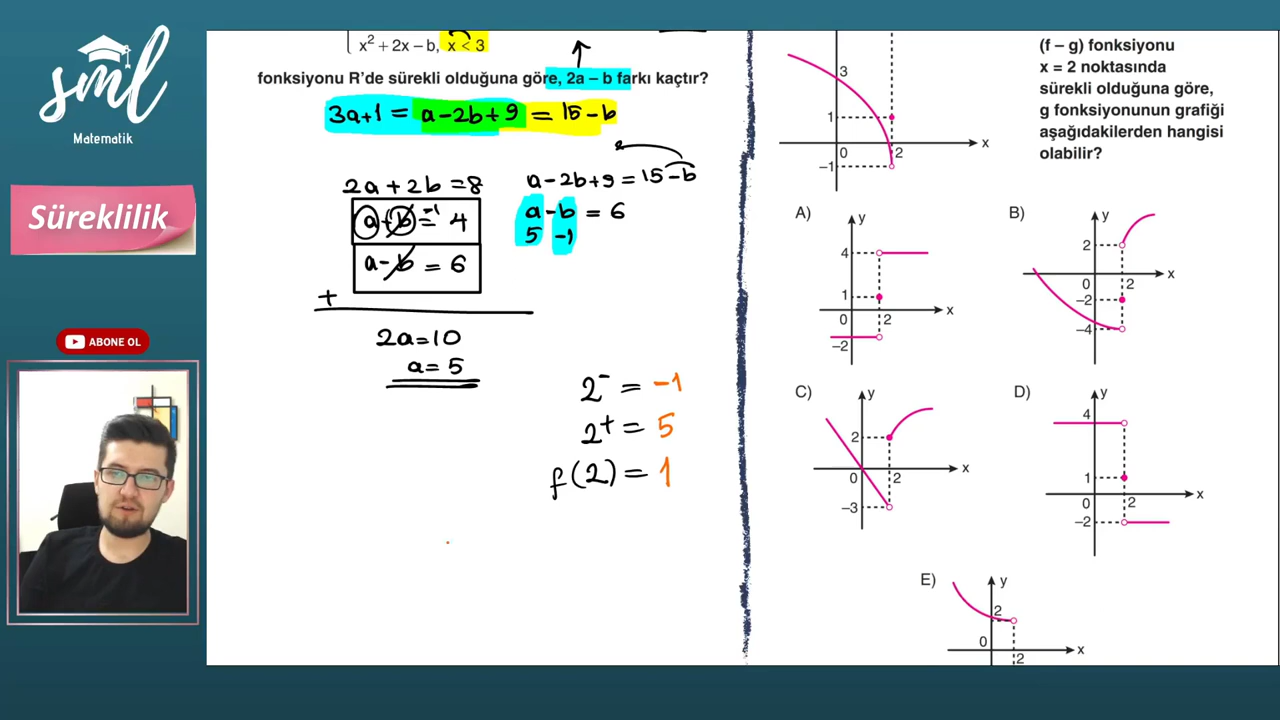 sml
Matematik
Süreklilik
ABONE OL
x² + 2x – b, x < 3
fonksiyonu R'de sürekli olduğuna göre, 2a – b farkı kaçtır?
3a+1 = a-2b+9 = 15-b
2a+2b=8
a+b=4
-1
a-b=6
+
2a=10
a=5
a-2b+9=15-b
a-b=6
5 -1
2⁻ = -1
2⁺ = 5
f(2) = 1
3
1
0
2
x
–1
(f – g) fonksiyonu
x = 2 noktasında
sürekli olduğuna göre,
g fonksiyonunun grafiği
aşağıdakilerden hangisi
olabilir?
A)
y
4
1
0
2
x
–2
B)
y
2
x
0
2
–2
–4
C)
y
2
x
0
2
–3
D)
y
4
1
x
0
2
–2
E)
y
2
0
x
2